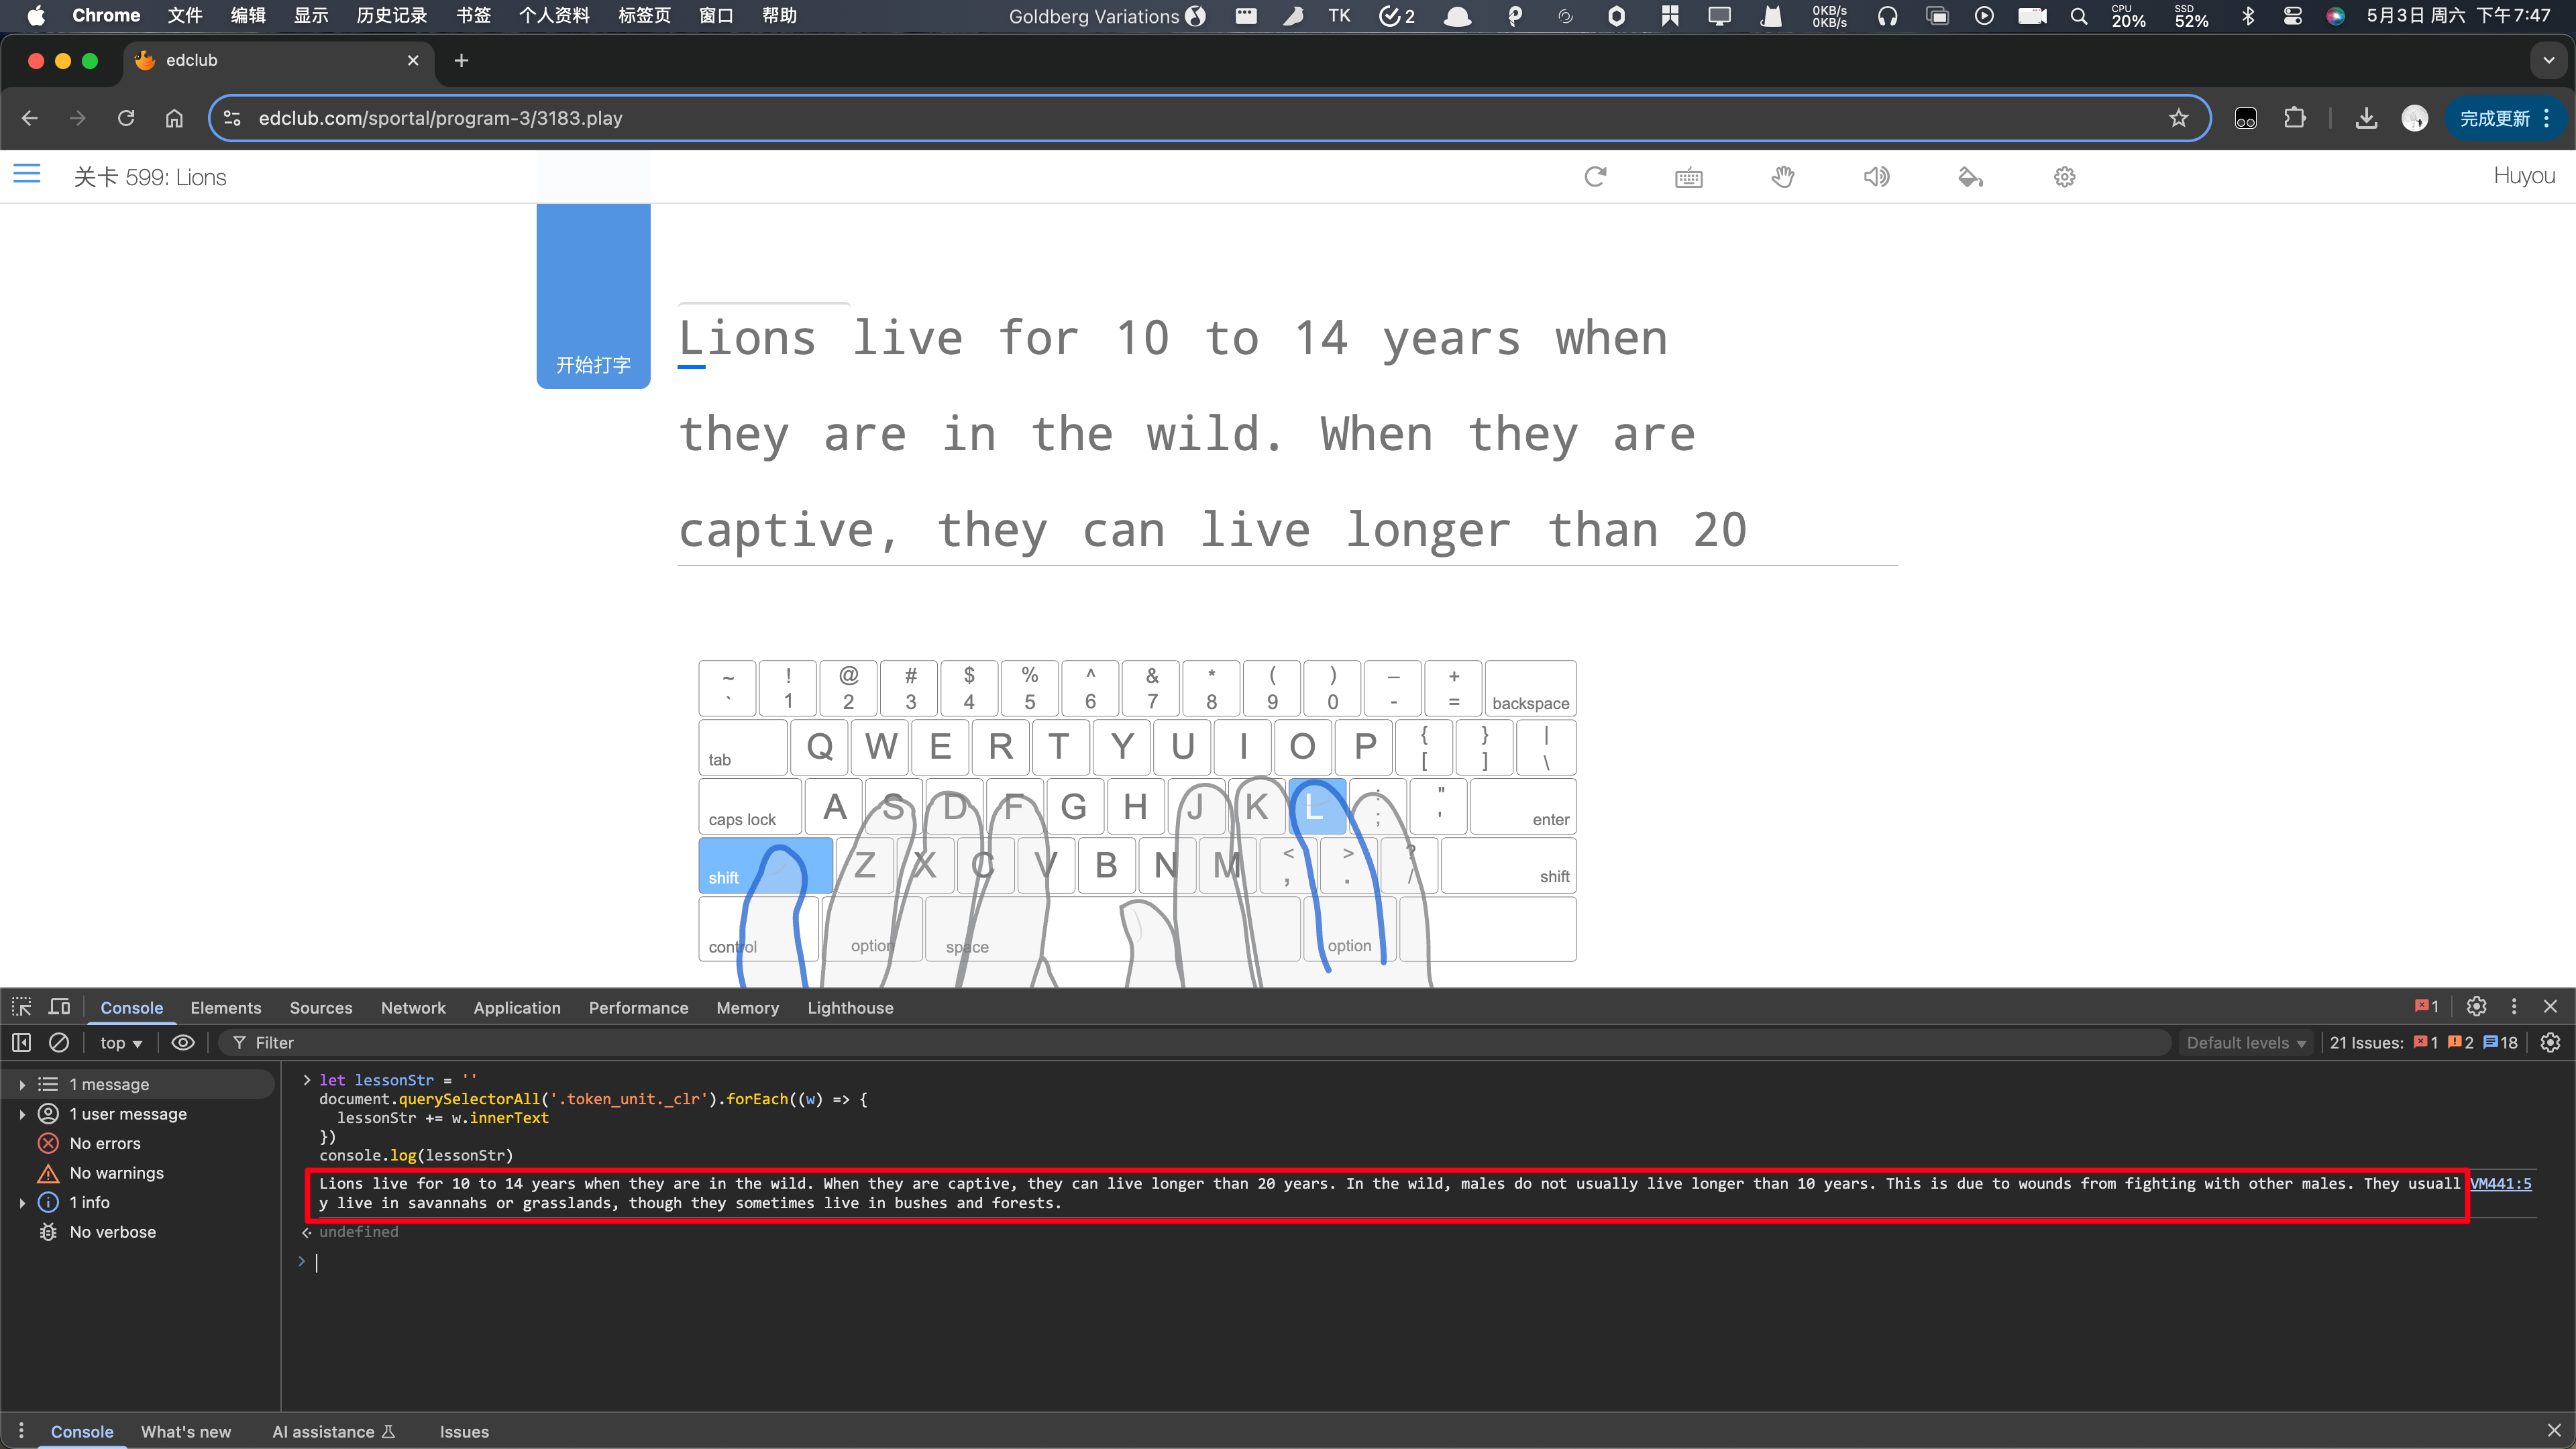 Chrome 文件 编辑 显示 历史记录 书签 个人资料 标签页 窗口 帮助 Goldberg Variations TK 2 0KB/s 0KB/s CPU 20% SSD 52% 5月3日 周六 下午7:47
edclub
edclub.com/sportal/program-3/3183.play 完成更新
关卡 599: Lions Huyou
开始打字
Lions live for 10 to 14 years when
they are in the wild. When they are
captive, they can live longer than 20
~ ! @ # $ % ^ & * ( ) — +
` 1 2 3 4 5 6 7 8 9 0 - = backspace
tab Q W E R T Y U I O P { [ } ] | \
caps lock A S D F G H J K L : ; " ' enter
shift Z X C V B N M < , > . ? / shift
control option space option
Console Elements Sources Network Application Performance Memory Lighthouse 1
top Filter Default levels 21 Issues: 1 2 18
1 message
1 user message
No errors
No warnings
1 info
No verbose
> let lessonStr = ''
document.querySelectorAll('.token_unit._clr').forEach((w) => {
lessonStr += w.innerText
})
console.log(lessonStr)
Lions live for 10 to 14 years when they are in the wild. When they are captive, they can live longer than 20 years. In the wild, males do not usually live longer than 10 years. This is due to wounds from fighting with other males. They usuall VM441:5
y live in savannahs or grasslands, though they sometimes live in bushes and forests.
undefined
>
Console What's new AI assistance Issues